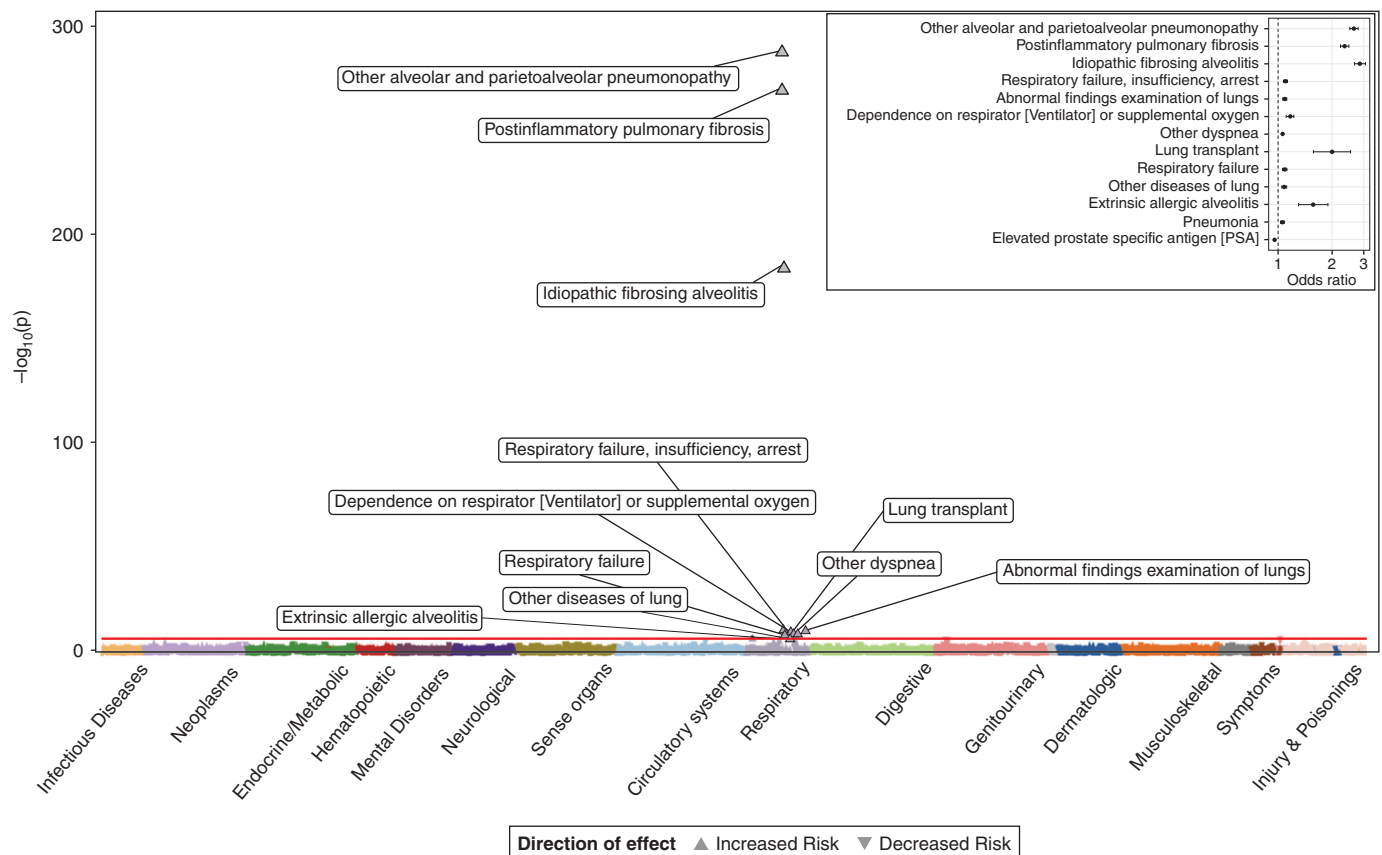 300
200
100
0
−log10(p)
Other alveolar and parietoalveolar pneumonopathy
Postinflammatory pulmonary fibrosis
Idiopathic fibrosing alveolitis
Respiratory failure, insufficiency, arrest
Dependence on respirator [Ventilator] or supplemental oxygen
Lung transplant
Respiratory failure
Other dyspnea
Abnormal findings examination of lungs
Other diseases of lung
Extrinsic allergic alveolitis
Other alveolar and parietoalveolar pneumonopathy
Postinflammatory pulmonary fibrosis
Idiopathic fibrosing alveolitis
Respiratory failure, insufficiency, arrest
Abnormal findings examination of lungs
Dependence on respirator [Ventilator] or supplemental oxygen
Other dyspnea
Lung transplant
Respiratory failure
Other diseases of lung
Extrinsic allergic alveolitis
Pneumonia
Elevated prostate specific antigen [PSA]
1 2 3
Odds ratio
Infectious Diseases
Neoplasms
Endocrine/Metabolic
Hematopoietic
Mental Disorders
Neurological
Sense organs
Circulatory systems
Respiratory
Digestive
Genitourinary
Dermatologic
Musculoskeletal
Symptoms
Injury & Poisonings
Direction of effect Increased Risk Decreased Risk